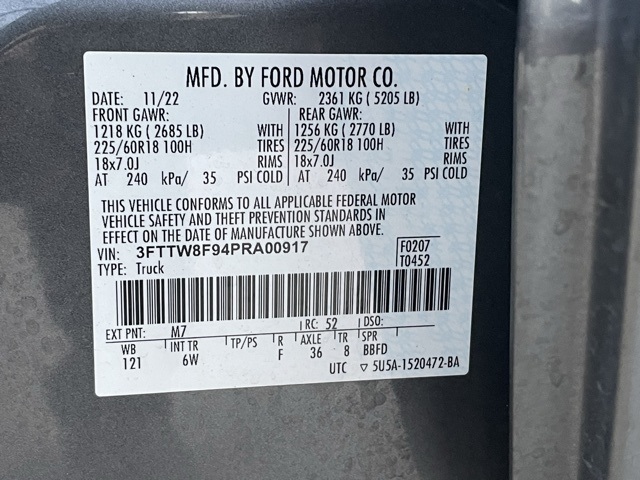 MFD. BY FORD MOTOR CO.
DATE: 11/22 GVWR: 2361 KG ( 5205 LB)
FRONT GAWR: REAR GAWR:
1218 KG ( 2685 LB) WITH 1256 KG ( 2770 LB) WITH
225/60R18 100H TIRES 225/60R18 100H TIRES
18x7.0J RIMS 18x7.0J RIMS
AT 240 kPa/ 35 PSI COLD AT 240 kPa/ 35 PSI COLD
THIS VEHICLE CONFORMS TO ALL APPLICABLE FEDERAL MOTOR
VEHICLE SAFETY AND THEFT PREVENTION STANDARDS IN
EFFECT ON THE DATE OF MANUFACTURE SHOWN ABOVE.
VIN: 3FTTW8F94PRA00917 F0207
TYPE: Truck T0452
EXT PNT: M7 RC: 52 DSO:
WB INT TR TP/PS R AXLE TR SPR
121 6W F 36 8 BBFD
UTC ▽ 5U5A-1520472-BA